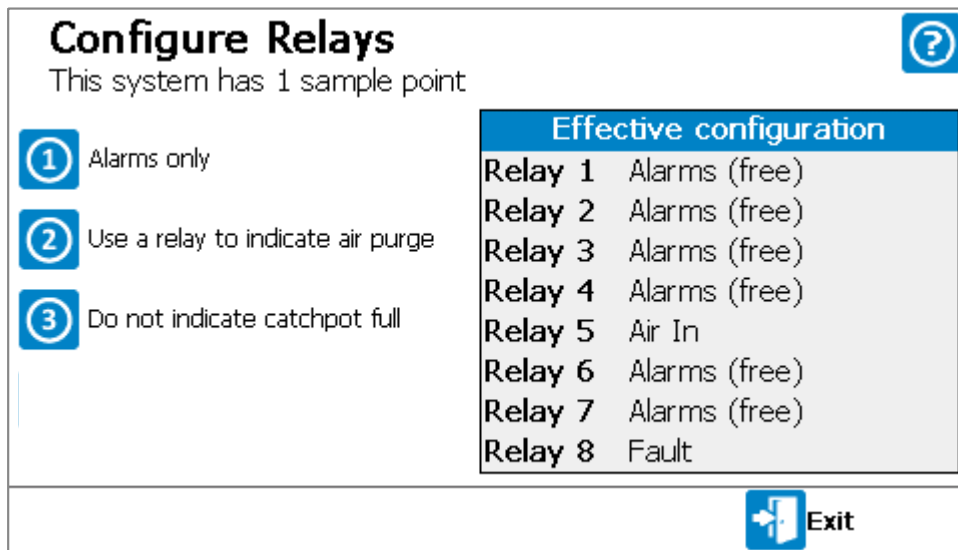 Configure Relays
This system has 1 sample point
?
1 Alarms only
2 Use a relay to indicate air purge
3 Do not indicate catchpot full
Effective configuration
Relay 1 Alarms (free)
Relay 2 Alarms (free)
Relay 3 Alarms (free)
Relay 4 Alarms (free)
Relay 5 Air In
Relay 6 Alarms (free)
Relay 7 Alarms (free)
Relay 8 Fault
Exit